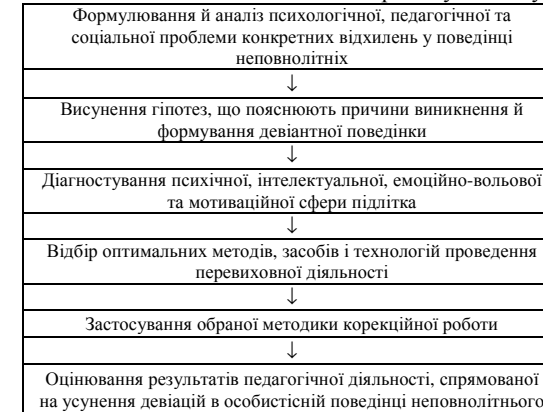 Формулювання й аналіз психологічної, педагогічної та
соціальної проблеми конкретних відхилень у поведінці
неповнолітніх
↓
Висунення гіпотез, що пояснюють причини виникнення й
формування девіантної поведінки
↓
Діагностування психічної, інтелектуальної, емоційно-вольової
та мотиваційної сфери підлітка
↓
Відбір оптимальних методів, засобів і технологій проведення
перевиховної діяльності
↓
Застосування обраної методики корекційної роботи
↓
Оцінювання результатів педагогічної діяльності, спрямованої
на усунення девіацій в особистісній поведінці неповнолітнього